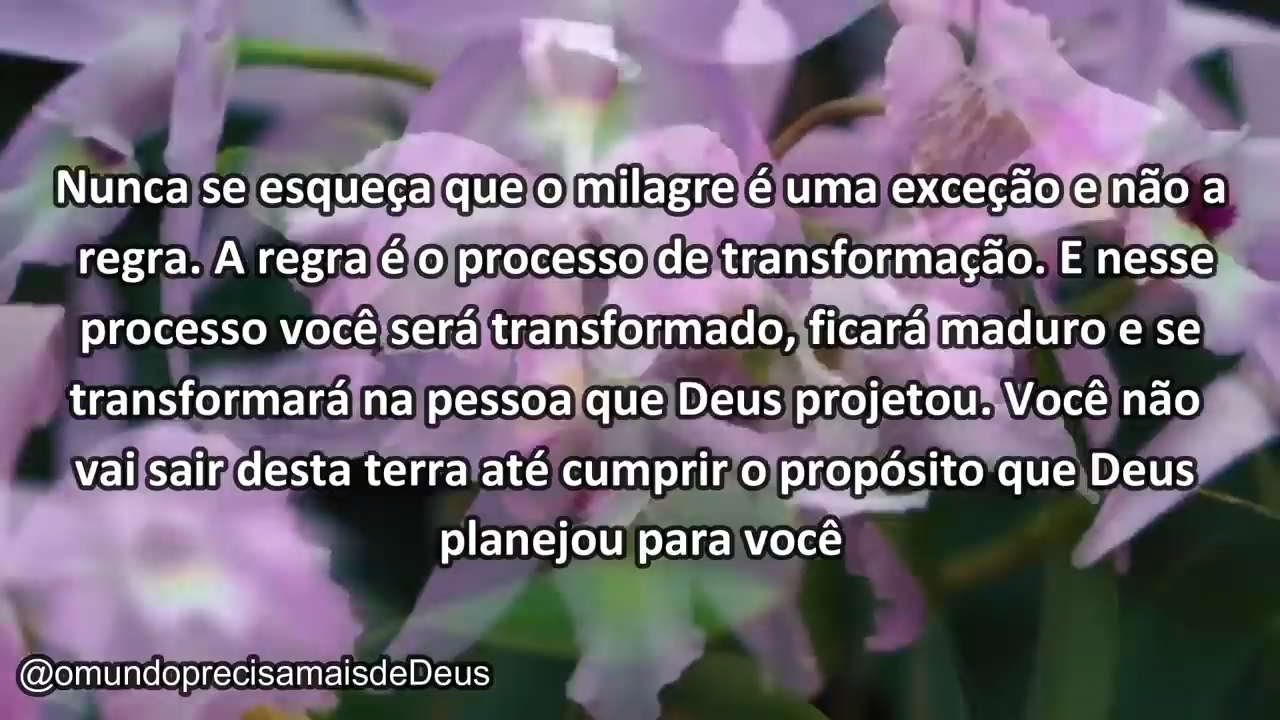 Nunca se esqueça que o milagre é uma exceção e não a
regra. A regra é o processo de transformação. E nesse
processo você será transformado, ficará maduro e se
transformará na pessoa que Deus projetou. Você não
vai sair desta terra até cumprir o propósito que Deus
planejou para você
@omundoprecisamaisdeDeus